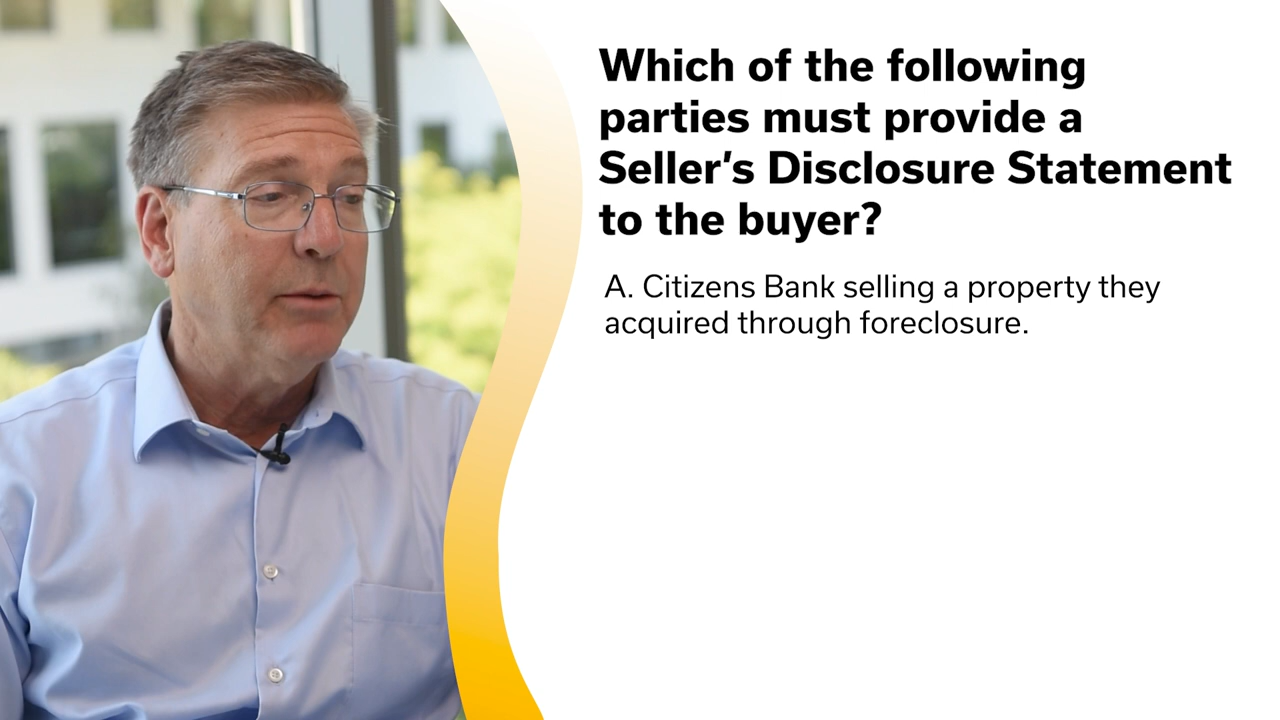 Which of the following
parties must provide a
Seller’s Disclosure Statement
to the buyer?
A. Citizens Bank selling a property they
acquired through foreclosure.